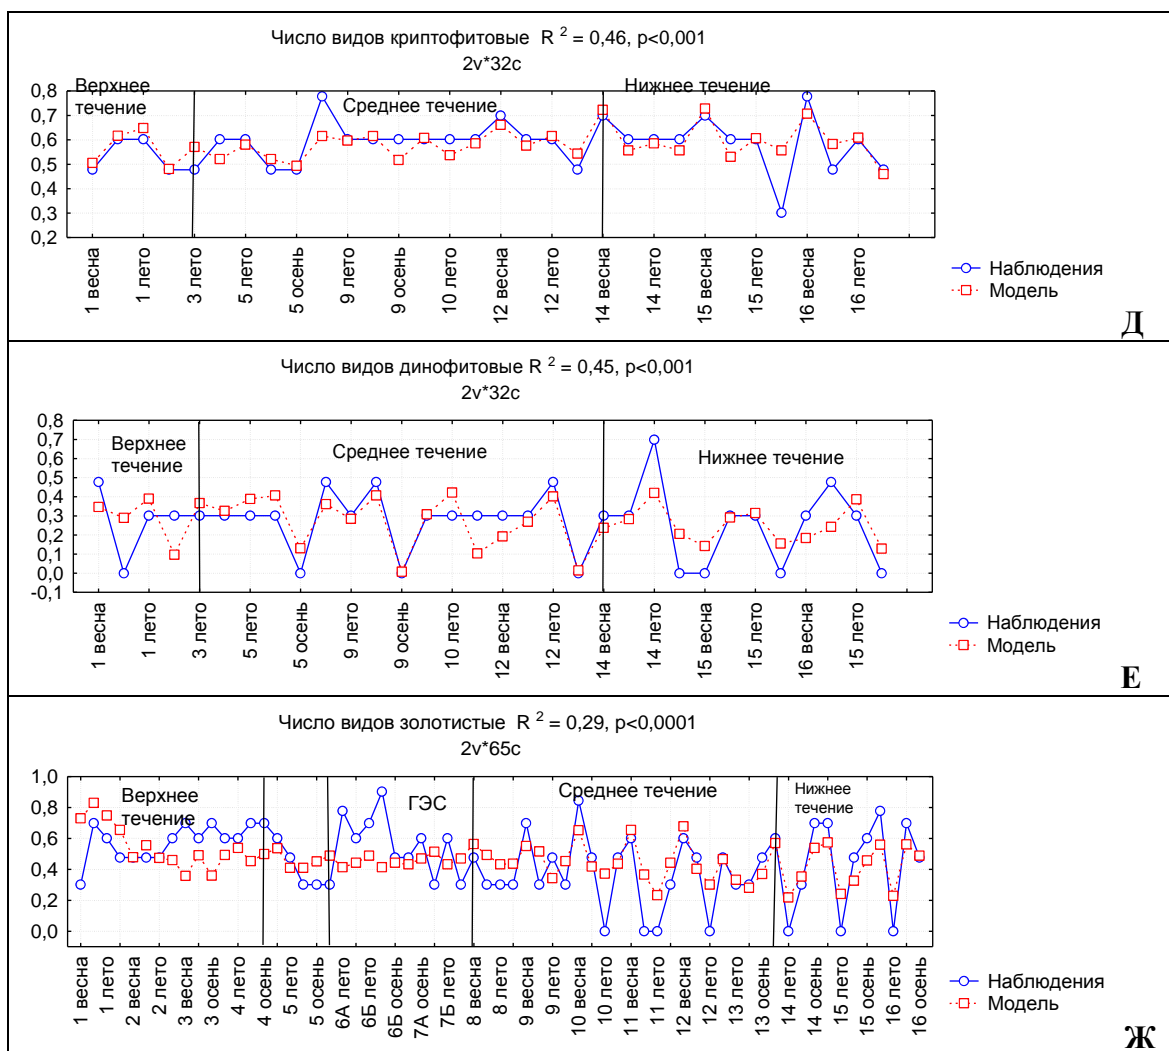 Число видов криптофитовые R 2 = 0,46, p<0,001
2v*32c
Верхнее течение
Среднее течение
Нижнее течение
0,8
0,7
0,6
0,5
0,4
0,3
0,2
1 весна
1 лето
3 лето
5 лето
5 осень
9 лето
9 осень
10 лето
12 весна
12 лето
14 весна
14 лето
15 весна
15 лето
16 весна
16 лето
Наблюдения
Модель
Д
Число видов динофитовые R 2 = 0,45, p<0,001
2v*32c
Верхнее течение
Среднее течение
Нижнее течение
0,8
0,7
0,6
0,5
0,4
0,3
0,2
0,1
0,0
-0,1
1 весна
1 лето
3 лето
5 лето
5 осень
9 лето
9 осень
10 лето
12 весна
12 лето
14 весна
14 лето
15 весна
15 лето
16 весна
15 лето
Наблюдения
Модель
Е
Число видов золотистые R 2 = 0,29, p<0,0001
2v*65c
Верхнее течение
ГЭС
Среднее течение
Нижнее течение
1,0
0,8
0,6
0,4
0,2
0,0
1 весна
1 лето
2 весна
2 лето
3 весна
3 осень
4 лето
4 осень
5 лето
5 осень
6А лето
6Б лето
6Б осень
7А осень
7Б лето
8 весна
8 лето
9 весна
9 лето
10 весна
10 лето
11 весна
11 лето
12 весна
12 лето
13 лето
13 осень
14 лето
14 осень
15 лето
15 осень
16 лето
16 осень
Наблюдения
Модель
Ж